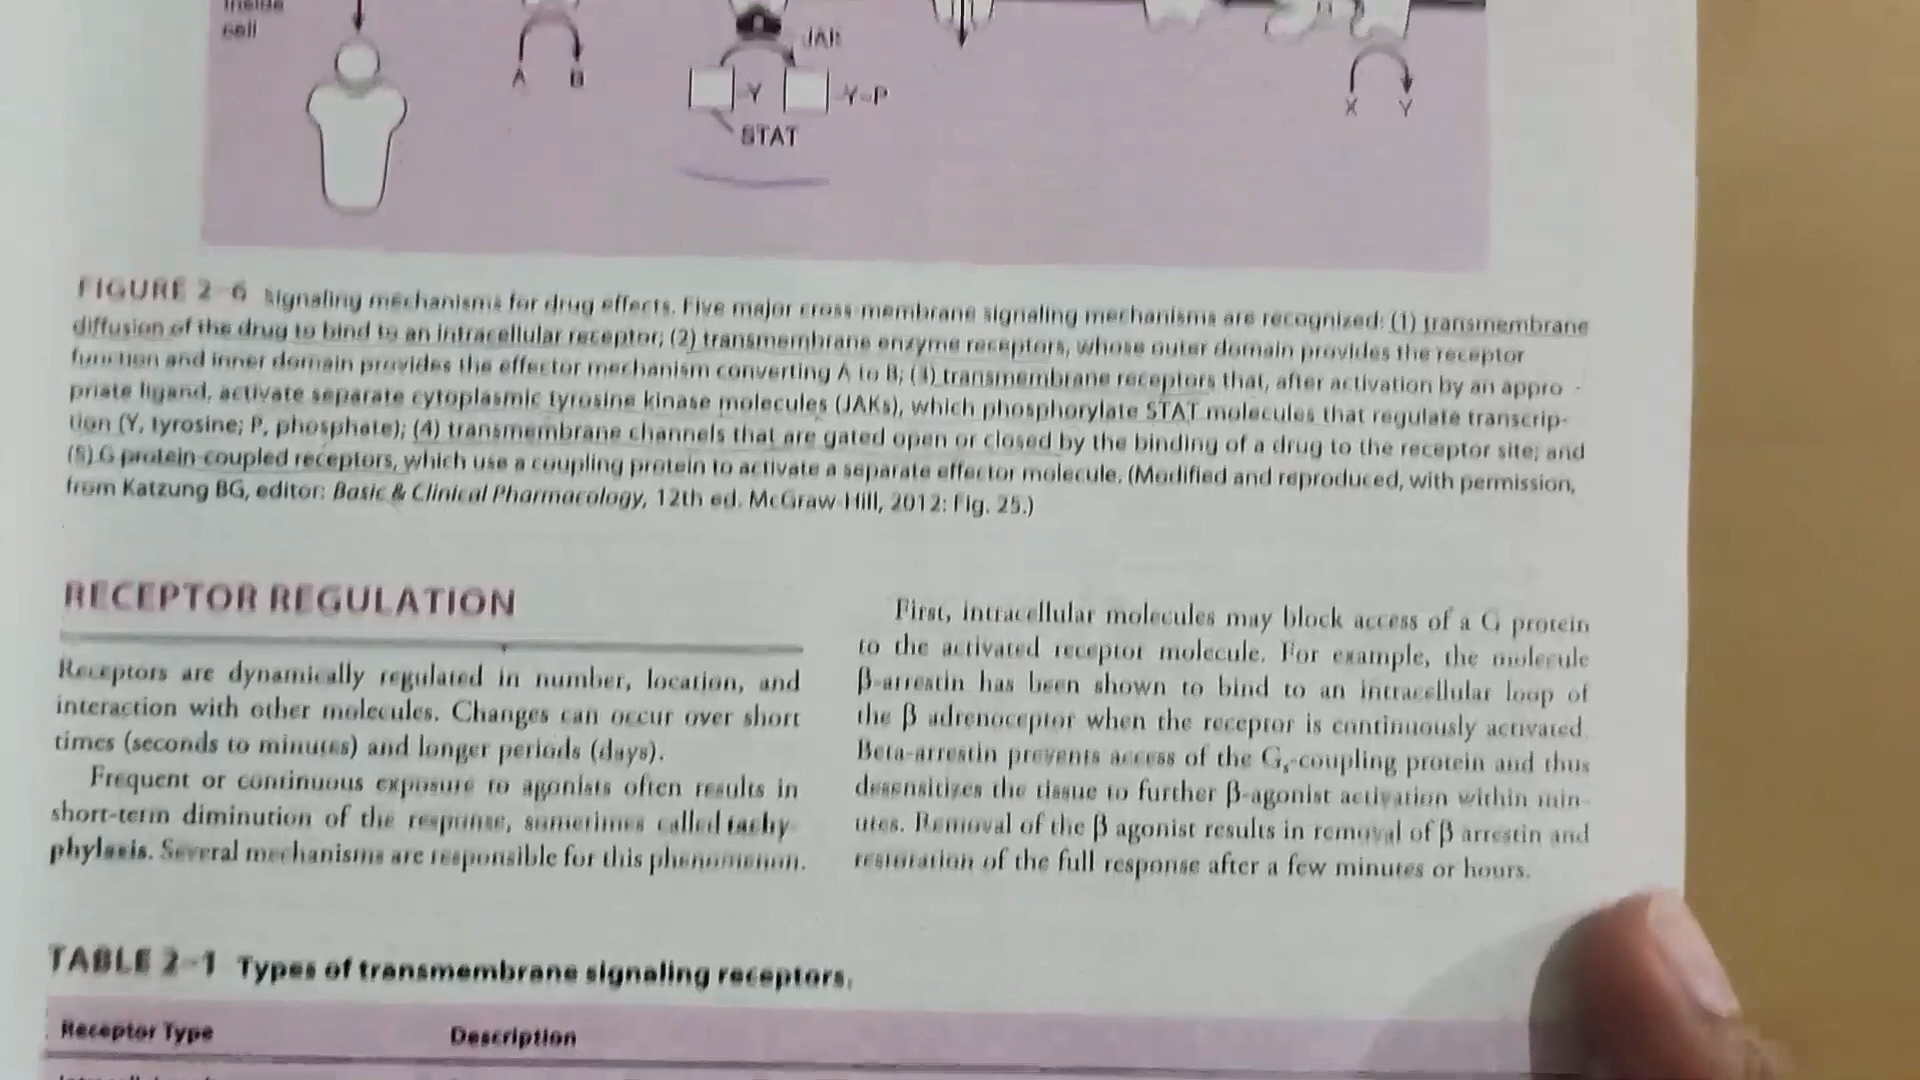 Inside
cell
A B
JAK
Y Y-P
STAT
X Y
FIGURE 2-6 Signaling mechanisms for drug effects. Five major cross-membrane signaling mechanisms are recognized: (1) transmembrane
diffusion of the drug to bind to an intracellular receptor; (2) transmembrane enzyme receptors, whose outer domain provides the receptor
function and inner domain provides the effector mechanism converting A to B; (3) transmembrane receptors that, after activation by an appro-
priate ligand, activate separate cytoplasmic tyrosine kinase molecules (JAKs), which phosphorylate STAT molecules that regulate transcrip-
tion (Y, tyrosine; P, phosphate); (4) transmembrane channels that are gated open or closed by the binding of a drug to the receptor site; and
(5) G protein-coupled receptors, which use a coupling protein to activate a separate effector molecule. (Modified and reproduced, with permission,
from Katzung BG, editor: Basic & Clinical Pharmacology, 12th ed. McGraw-Hill, 2012: Fig. 25.)
RECEPTOR REGULATION
Receptors are dynamically regulated in number, location, and
interaction with other molecules. Changes can occur over short
times (seconds to minutes) and longer periods (days).
Frequent or continuous exposure to agonists often results in
short-term diminution of the response, sometimes called tachy-
phylaxis. Several mechanisms are responsible for this phenomenon.
First, intracellular molecules may block access of a G protein
to the activated receptor molecule. For example, the molecule
β-arrestin has been shown to bind to an intracellular loop of
the β adrenoceptor when the receptor is continuously activated.
Beta-arrestin prevents access of the Gs-coupling protein and thus
desensitizes the tissue to further β-agonist activation within min-
utes. Removal of the β agonist results in removal of β arrestin and
restoration of the full response after a few minutes or hours.
TABLE 2-1 Types of transmembrane signaling receptors.
Receptor Type Description